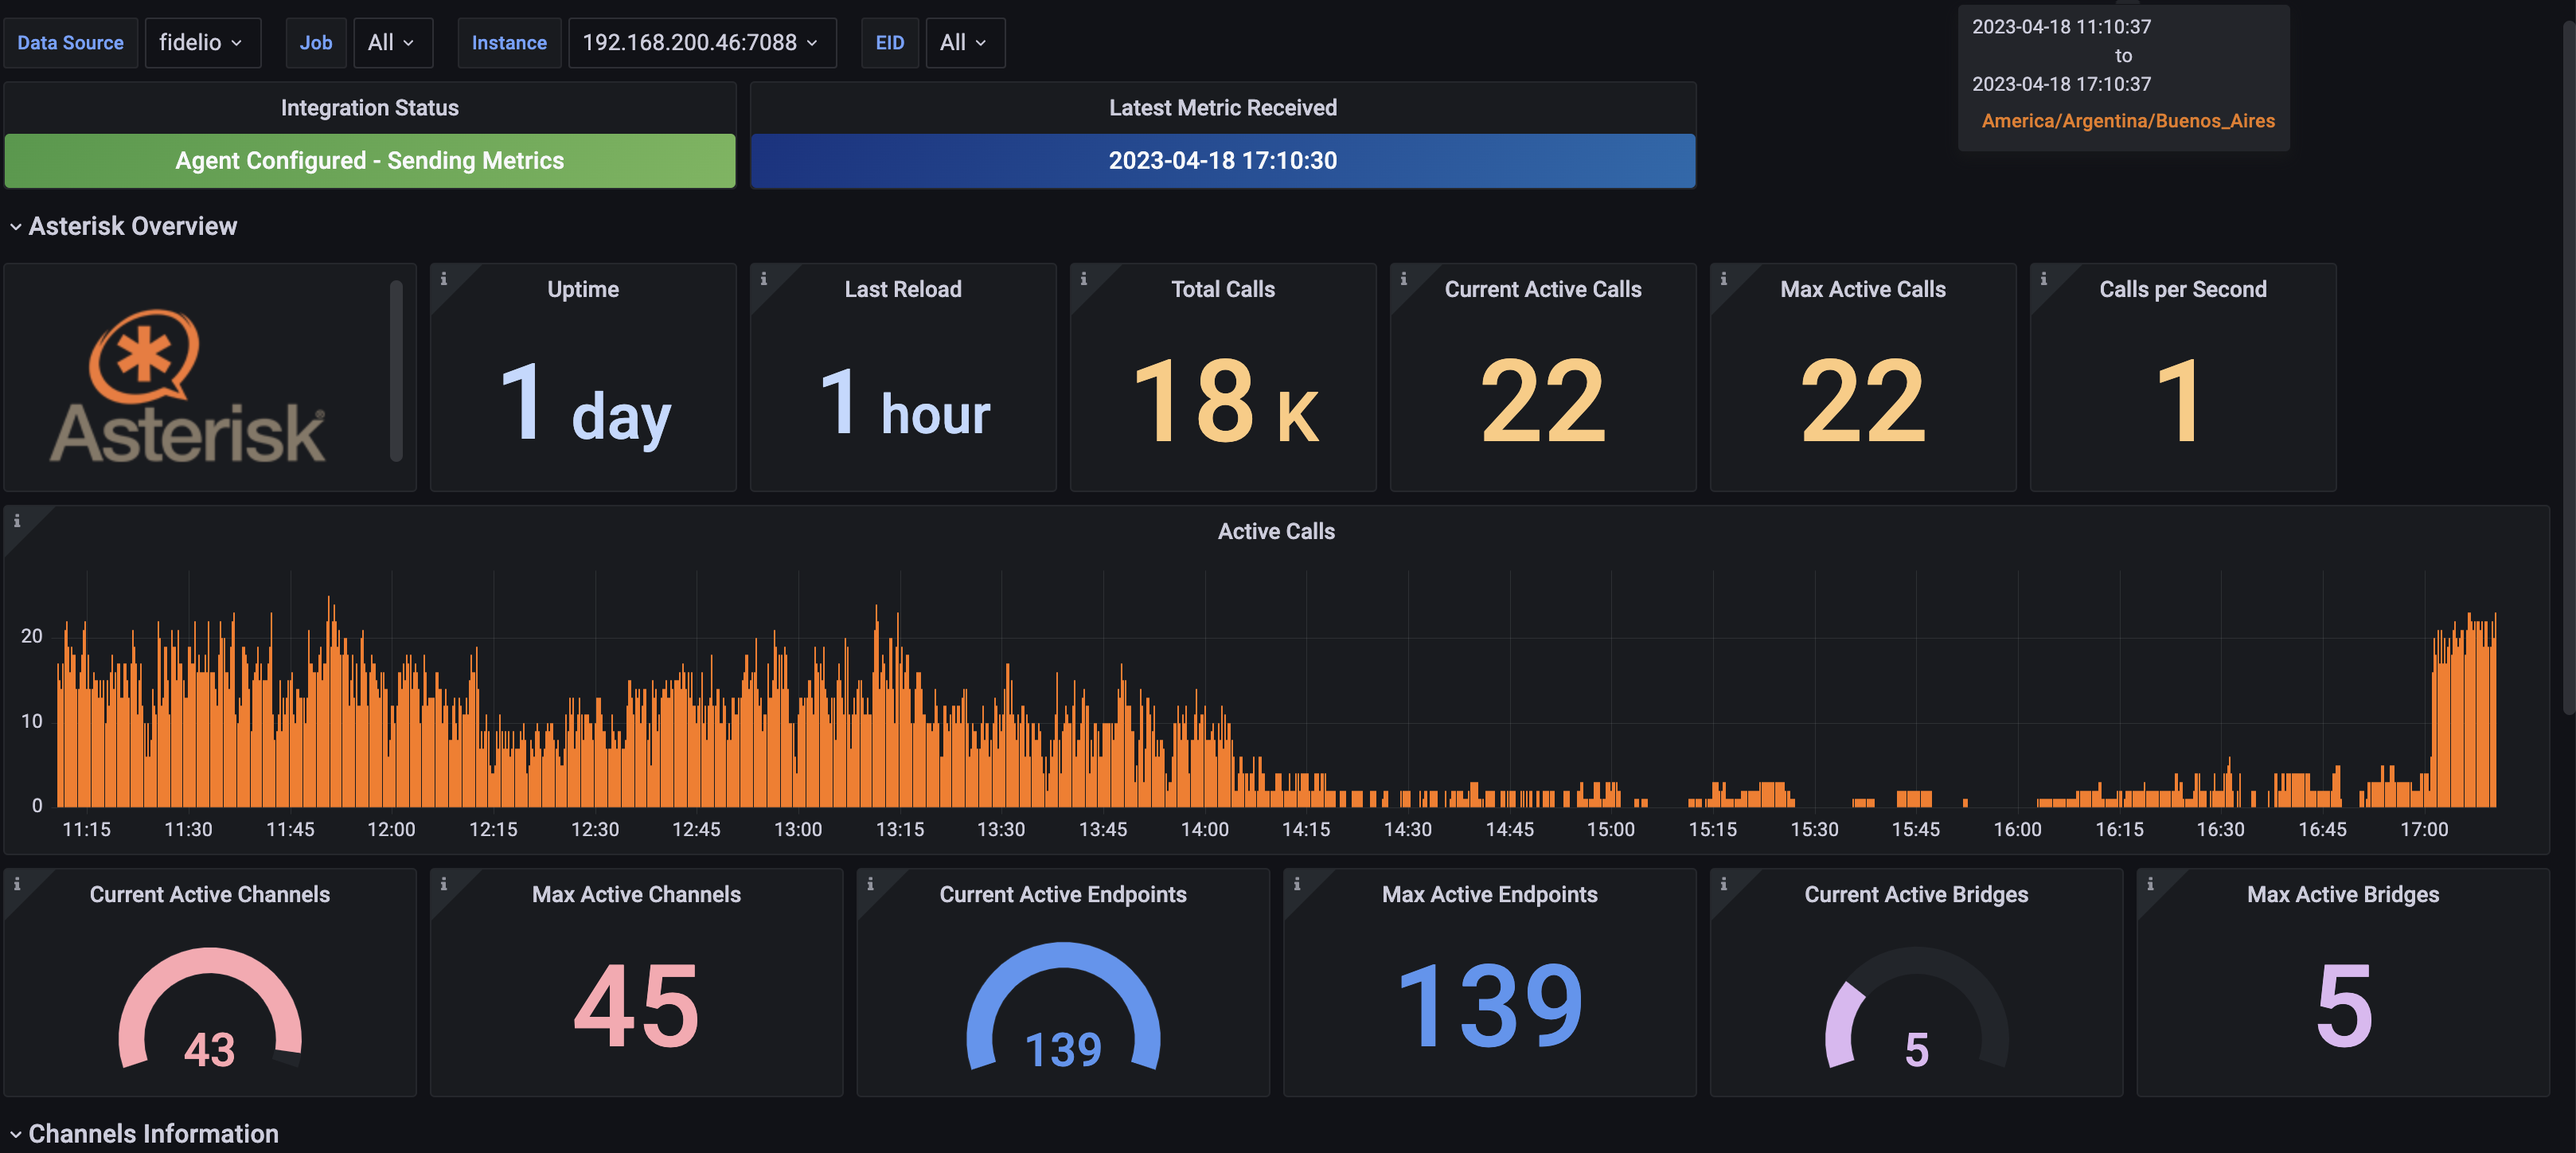 Data Source fidelio Job All Instance 192.168.200.46:7088 EID All
2023-04-18 11:10:37
to
2023-04-18 17:10:37
America/Argentina/Buenos_Aires
Integration Status
Agent Configured - Sending Metrics
Latest Metric Received
2023-04-18 17:10:30
Asterisk Overview
Asterisk
Uptime
1 day
Last Reload
1 hour
Total Calls
18 K
Current Active Calls
22
Max Active Calls
22
Calls per Second
1
Active Calls
20
10
0
11:15 11:30 11:45 12:00 12:15 12:30 12:45 13:00 13:15 13:30 13:45 14:00 14:15 14:30 14:45 15:00 15:15 15:30 15:45 16:00 16:15 16:30 16:45 17:00
Current Active Channels
43
Max Active Channels
45
Current Active Endpoints
139
Max Active Endpoints
139
Current Active Bridges
5
Max Active Bridges
5
Channels Information